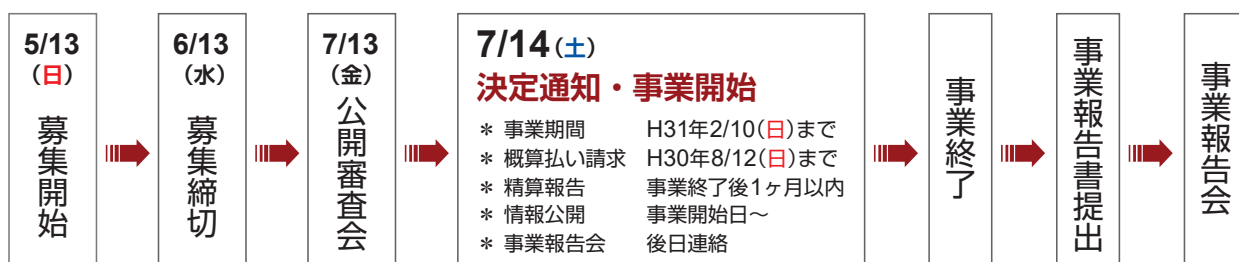 5/13
（日）
募集開始
6/13
（水）
募集締切
7/13
（金）
公開審査会
7/14（土）
決定通知・事業開始
＊ 事業期間 H31年2/10（日）まで
＊ 概算払い請求 H30年8/12（日）まで
＊ 精算報告 事業終了後1ヶ月以内
＊ 情報公開 事業開始日～
＊ 事業報告会 後日連絡
事業終了
事業報告書提出
事業報告会